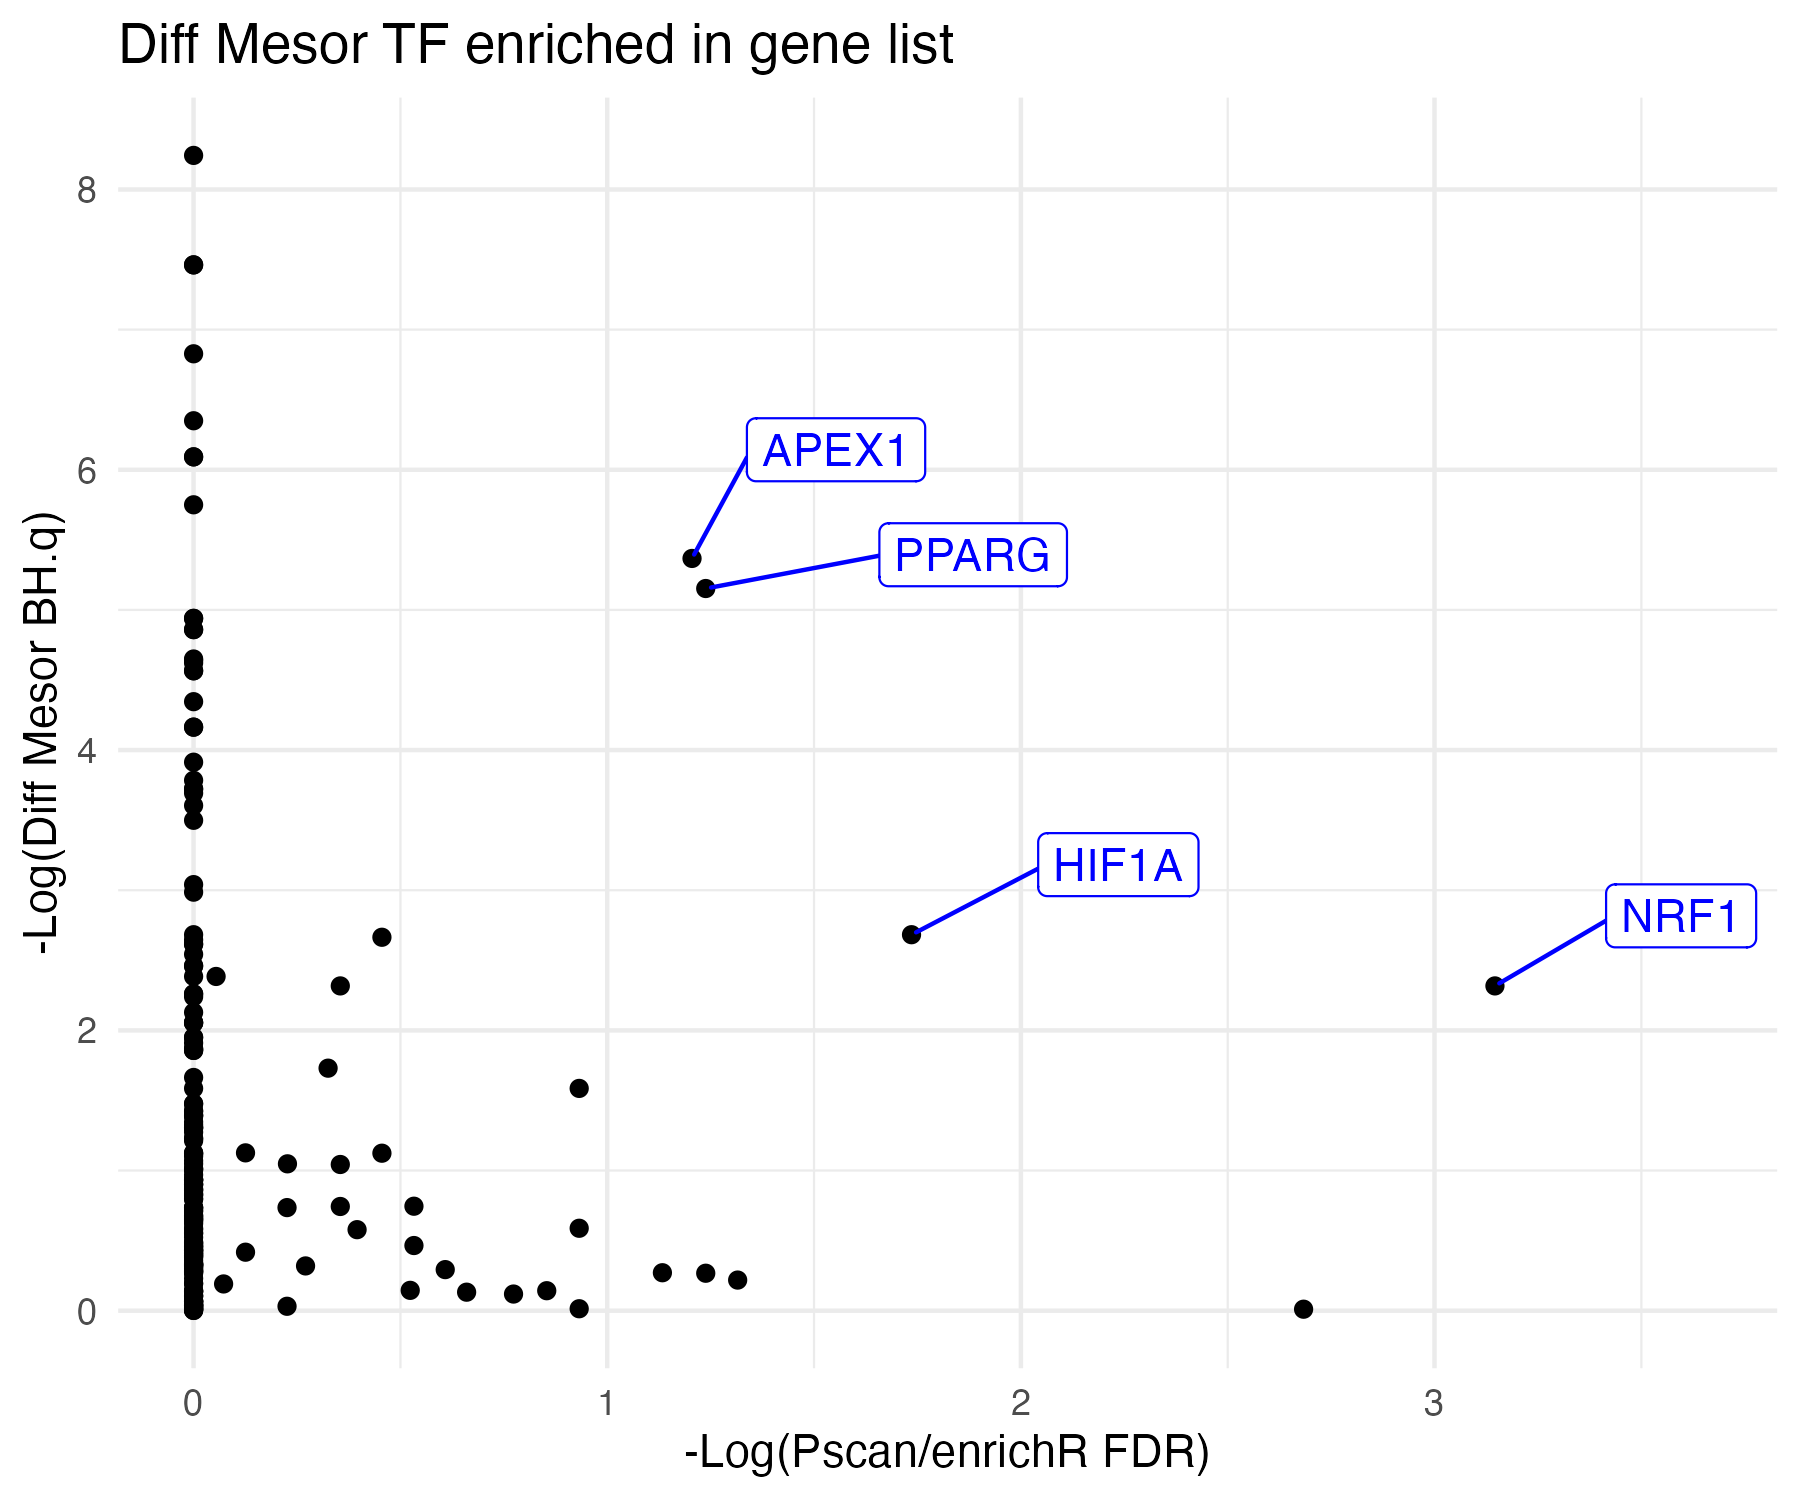 Diff Mesor TF enriched in gene list
8
6
4
2
0
-Log(Diff Mesor BH.q)
APEX1
PPARG
HIF1A
NRF1
0 1 2 3
-Log(Pscan/enrichR FDR)